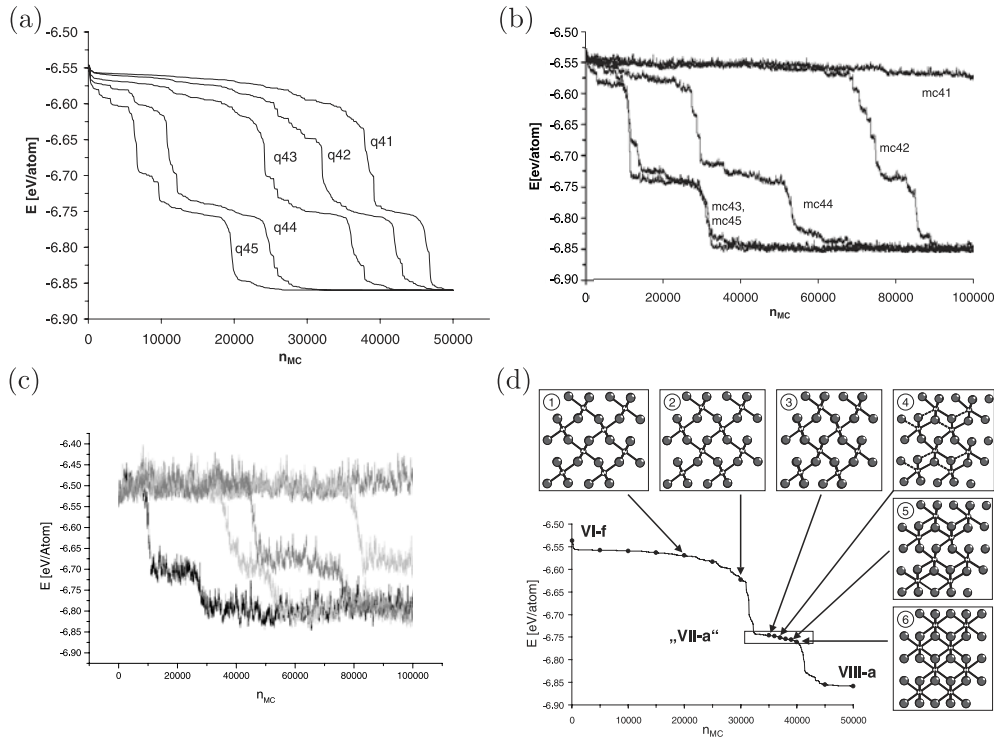 (a)
-6.50
-6.55
-6.60
-6.65
-6.70
-6.75
-6.80
-6.85
-6.90
E [eV/atom]
q41
q42
q43
q44
q45
0 10000 20000 30000 40000 50000
n_MC
(b)
-6.50
-6.55
-6.60
-6.65
-6.70
-6.75
-6.80
-6.85
-6.90
E[eV/atom]
mc41
mc42
mc43,
mc45
mc44
0 20000 40000 60000 80000 100000
n_MC
(c)
-6.40
-6.45
-6.50
-6.55
-6.60
-6.65
-6.70
-6.75
-6.80
-6.85
-6.90
E [eV/Atom]
0 20000 40000 60000 80000 100000
n_MC
(d)
1
2
3
4
5
6
-6.50
-6.55
-6.60
-6.65
-6.70
-6.75
-6.80
-6.85
-6.90
E [eV/atom]
VI-f
„VII-a“
VIII-a
0 10000 20000 30000 40000 50000
n_MC